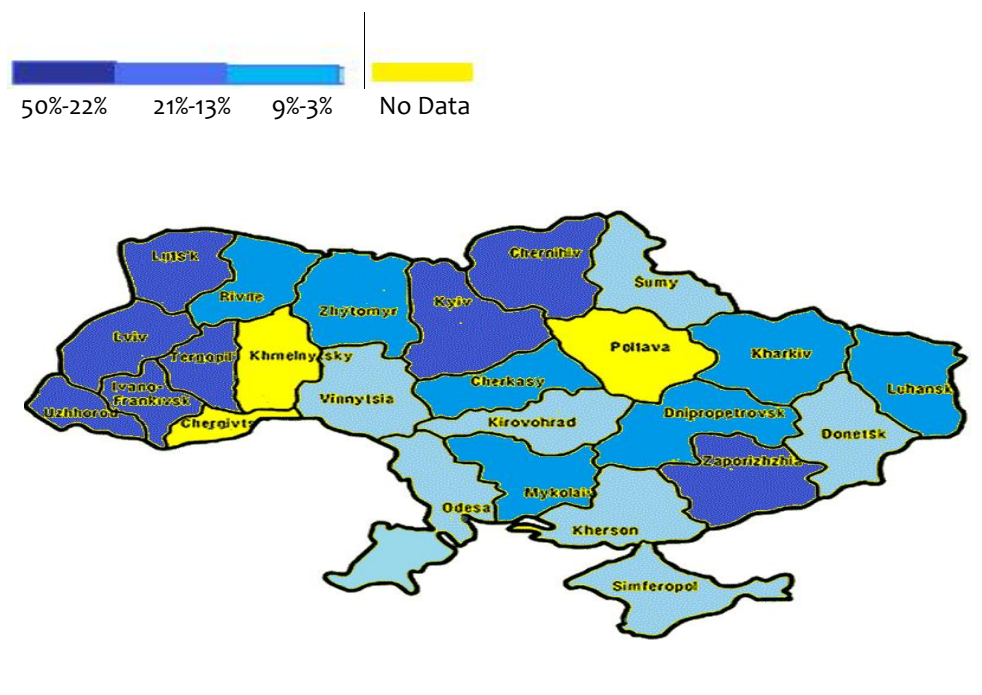 50%-22% 21%-13% 9%-3% No Data
Chernihiv
Lutsk
Sumy
Rivne
Kyiv
Zhytomyr
Lviv
Poltava
Ternopil
Khmelnytsky
Kharkiv
Cherkasy
Ivano-
Frankivsk
Luhansk
Vinnytsia
Uzhhorod
Dnipropetrovsk
Kirovohrad
Donetsk
Zaporizhzhia
Mykolaiv
Odesa
Kherson
Simferopol